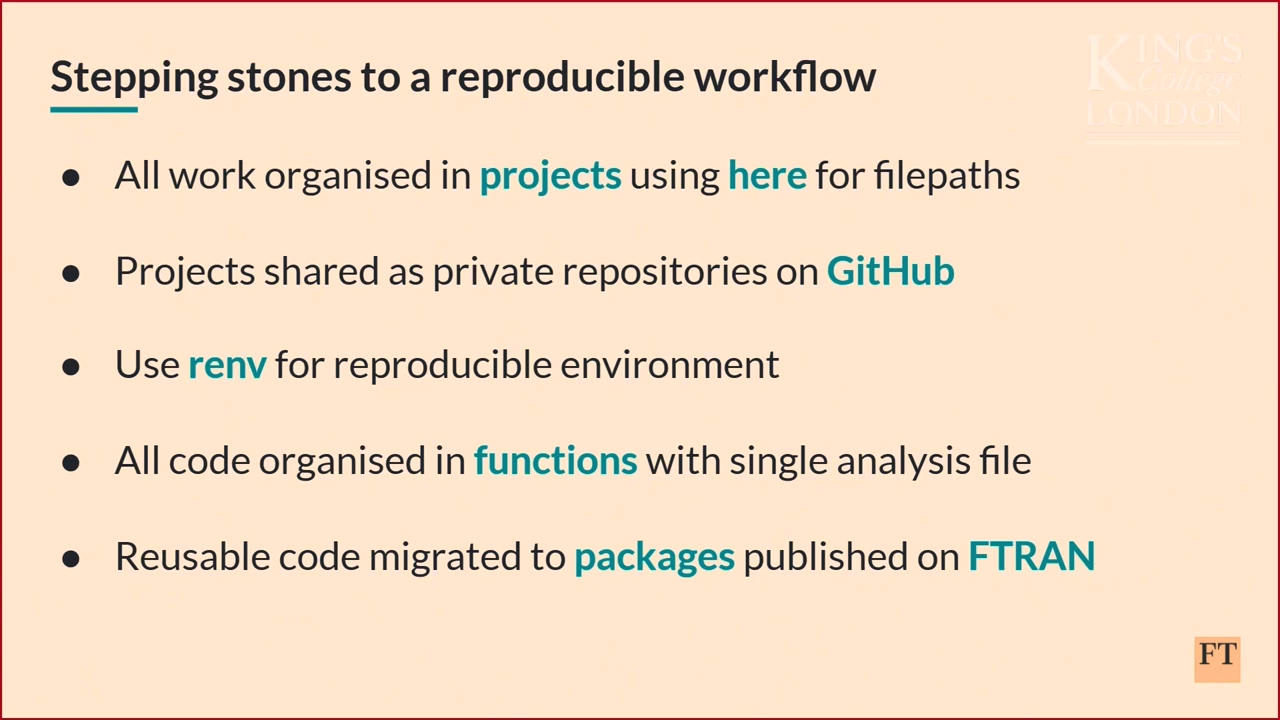 KING'S
College
LONDON
Stepping stones to a reproducible workflow
● All work organised in projects using here for filepaths
● Projects shared as private repositories on GitHub
● Use renv for reproducible environment
● All code organised in functions with single analysis file
● Reusable code migrated to packages published on FTRAN
FT